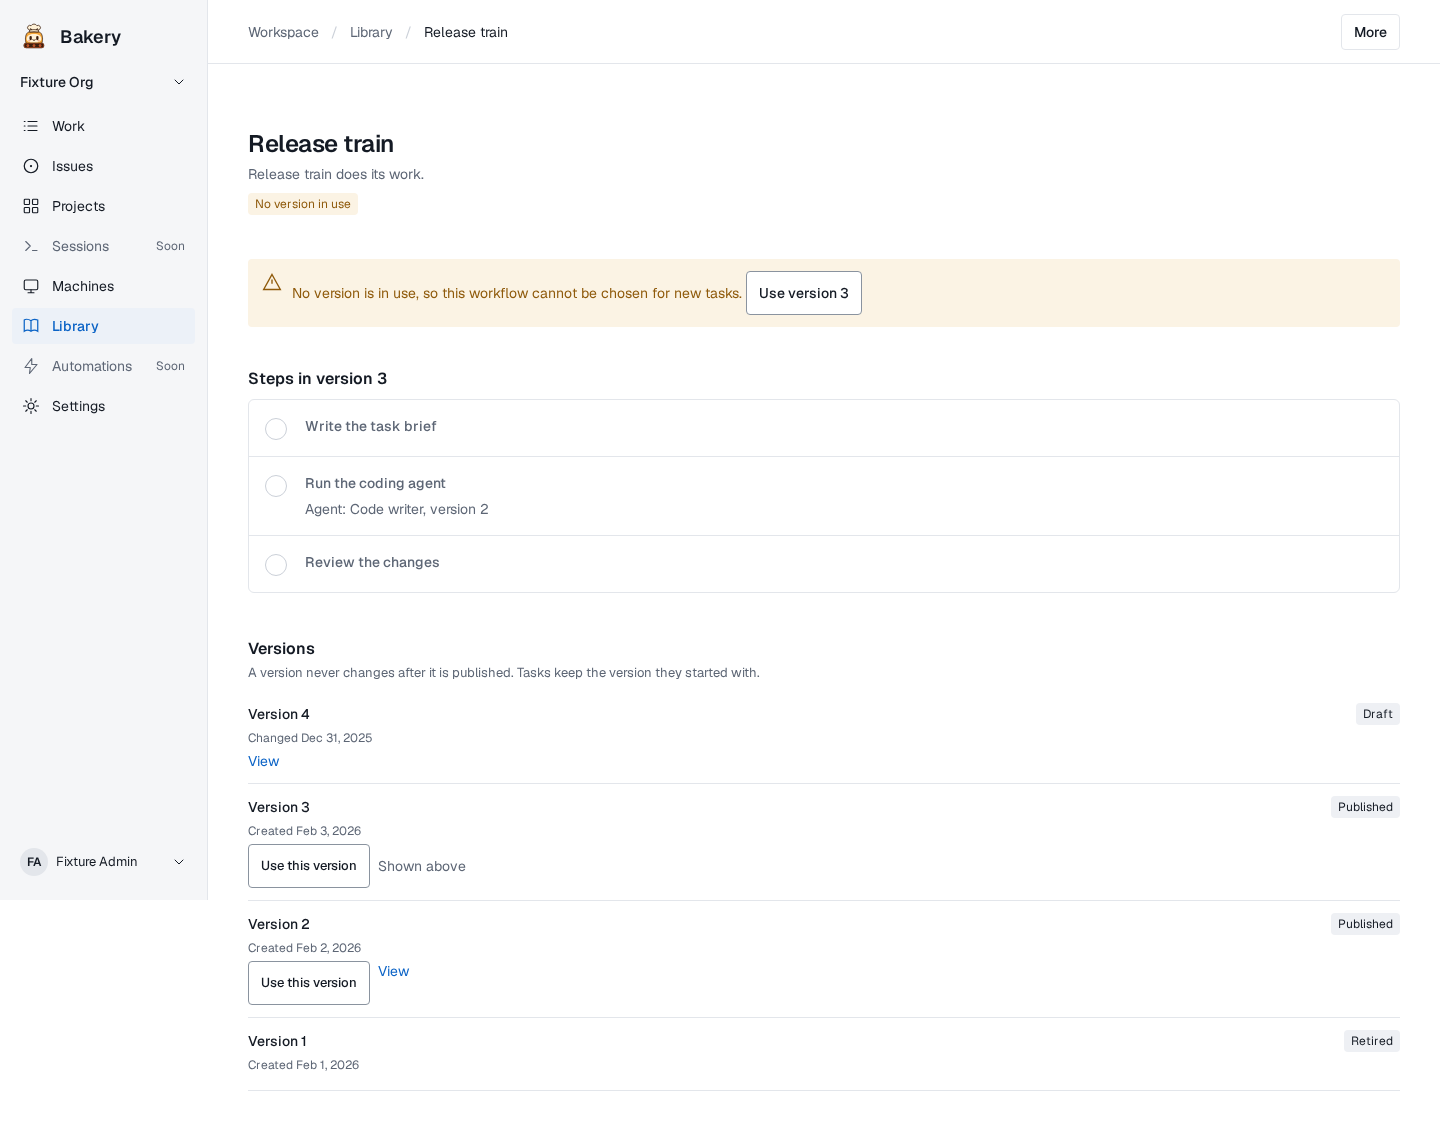 Bakery
Fixture Org
Work
Issues
Projects
Sessions Soon
Machines
Library
Automations Soon
Settings
FA Fixture Admin
Workspace / Library / Release train
More
Release train
Release train does its work.
No version in use
No version is in use, so this workflow cannot be chosen for new tasks. Use version 3
Steps in version 3
Write the task brief
Run the coding agent
Agent: Code writer, version 2
Review the changes
Versions
A version never changes after it is published. Tasks keep the version they started with.
Version 4 Draft
Changed Dec 31, 2025
View
Version 3 Published
Created Feb 3, 2026
Use this version Shown above
Version 2 Published
Created Feb 2, 2026
Use this version View
Version 1 Retired
Created Feb 1, 2026